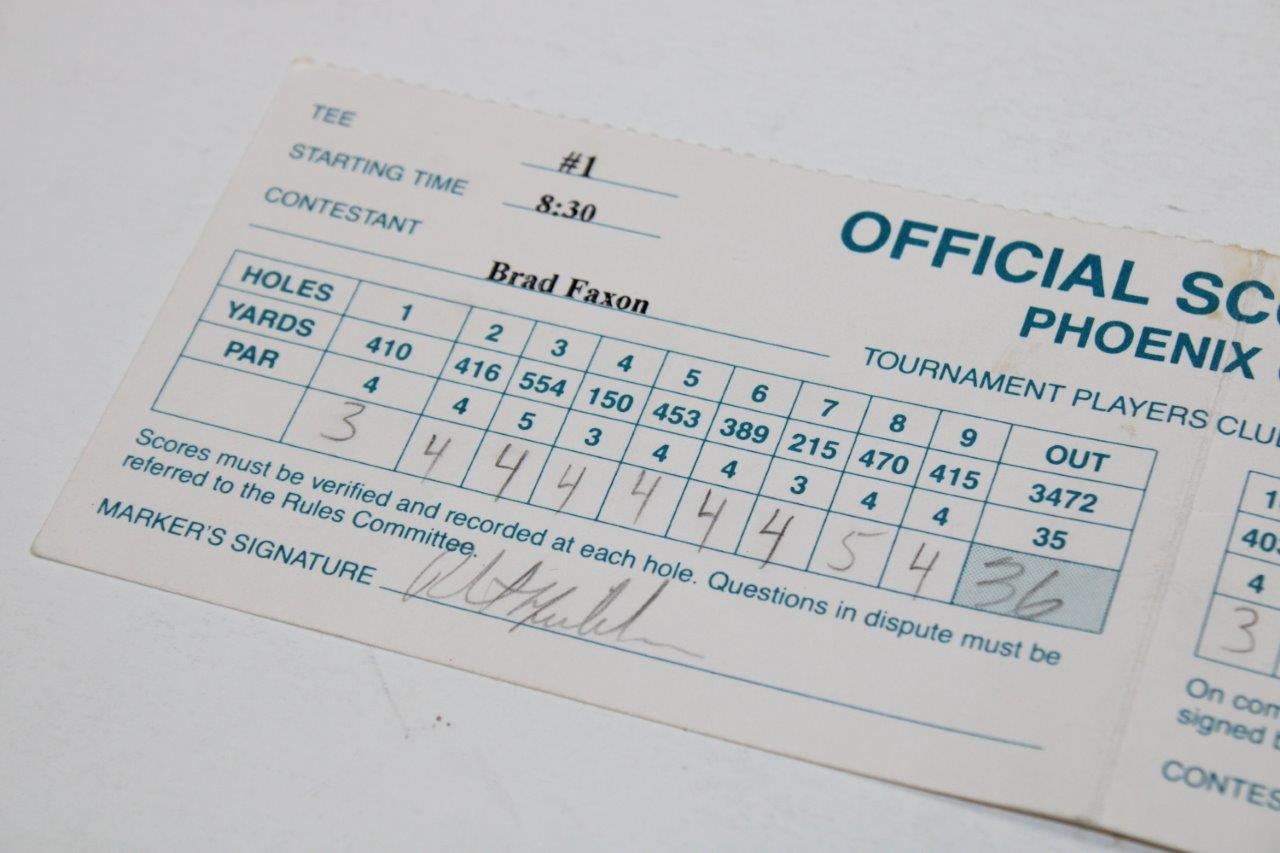 TEE #1
STARTING TIME 8:30
CONTESTANT Brad Faxon
OFFICIAL SC
PHOENIX
TOURNAMENT PLAYERS CLU
HOLES 1 2 3 4 5 6 7 8 9 OUT
YARDS 410 416 554 150 453 389 215 470 415 3472
PAR 4 4 5 3 4 4 3 4 4 35
3 4 4 4 4 4 4 5 4 36
Scores must be verified and recorded at each hole. Questions in dispute must be
referred to the Rules Committee.
MARKER'S SIGNATURE
1
40
4
3
On com
signed
CONTES